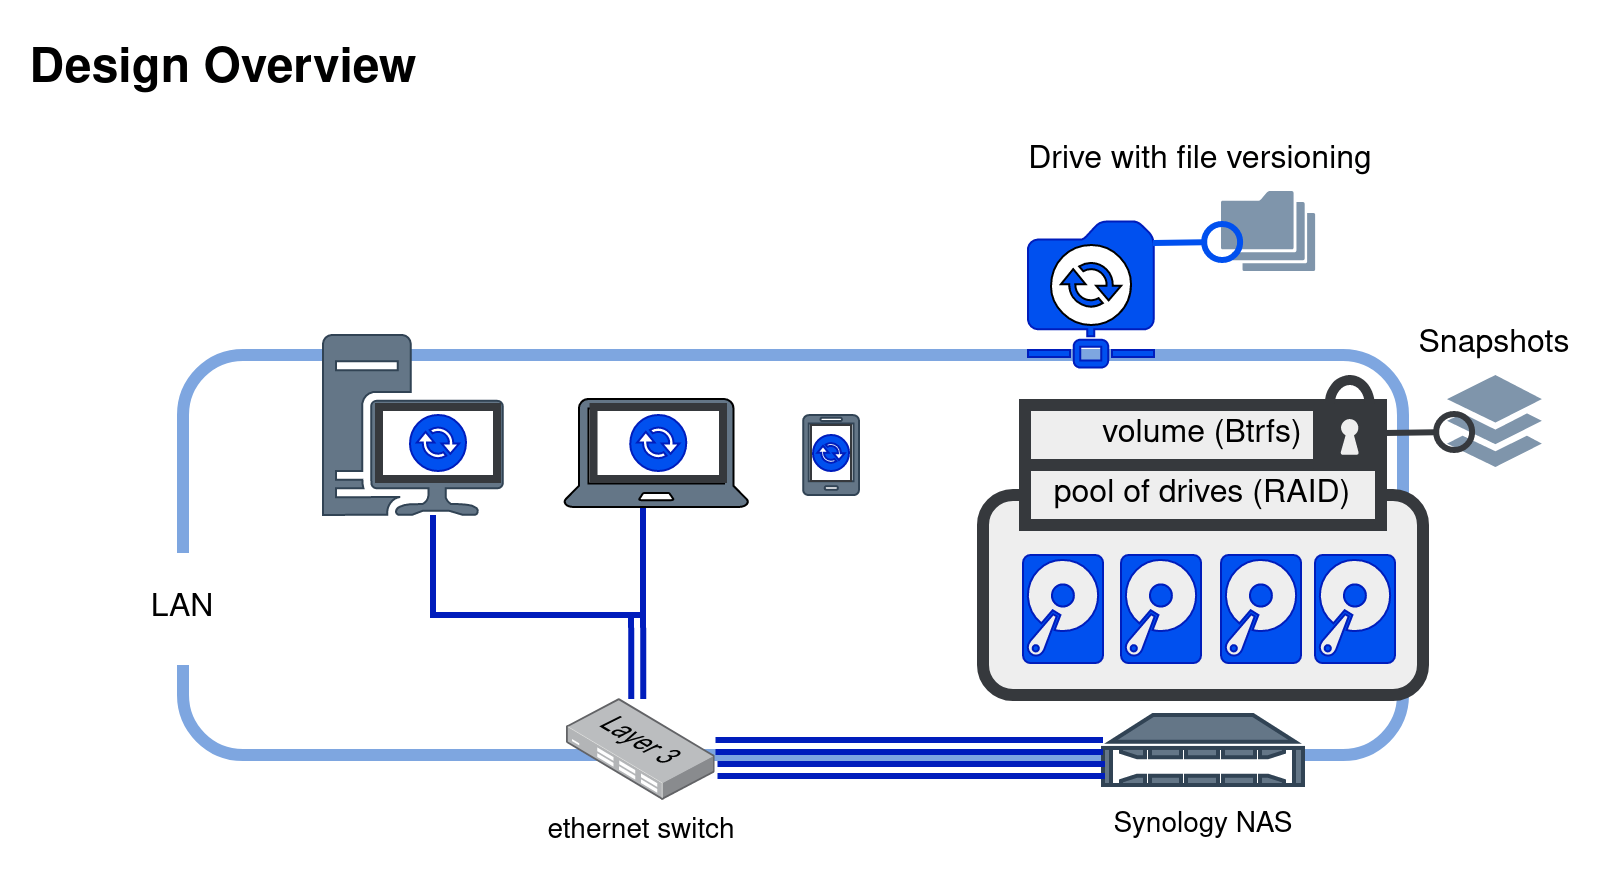 Design Overview
Drive with file versioning
Snapshots
volume (Btrfs)
pool of drives (RAID)
LAN
Layer 3
ethernet switch
Synology NAS